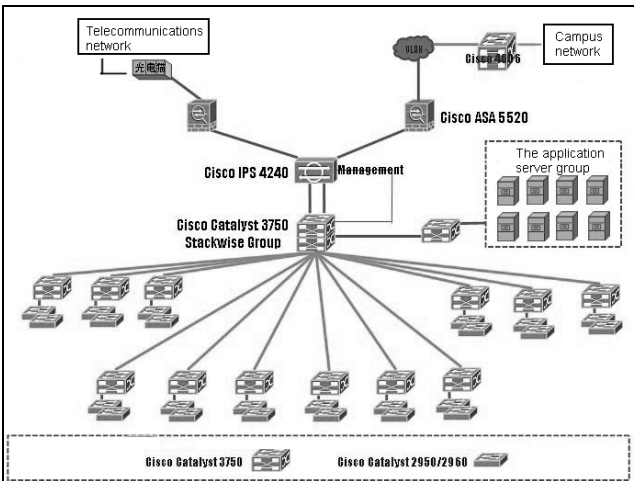 Telecommunications
network
光电猫
VLAN
Cisco 4006
Campus
network
Cisco ASA 5520
Cisco IPS 4240
Management
The application
server group
Cisco Catalyst 3750
Stackwise Group
Cisco Catalyst 3750
Cisco Catalyst 2950/2960